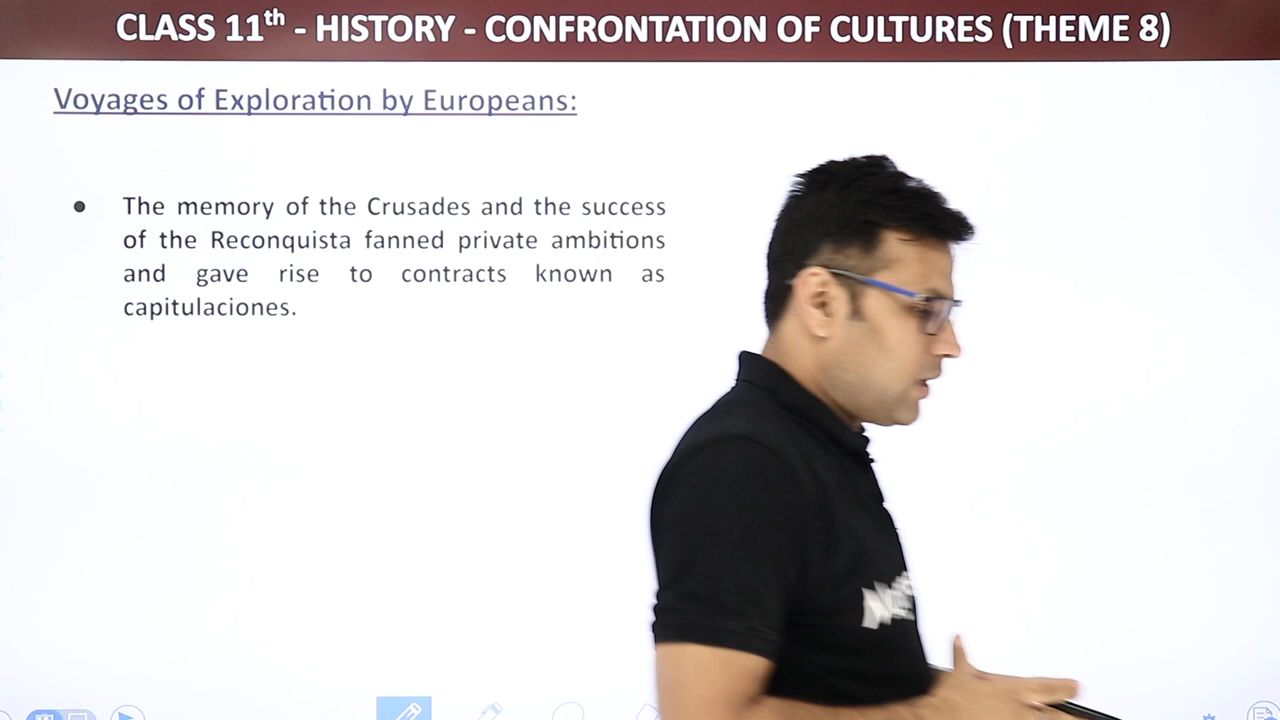 CLASS 11th - HISTORY - CONFRONTATION OF CULTURES (THEME 8)
Voyages of Exploration by Europeans:
● The memory of the Crusades and the success
of the Reconquista fanned private ambitions
and gave rise to contracts known as
capitulaciones.